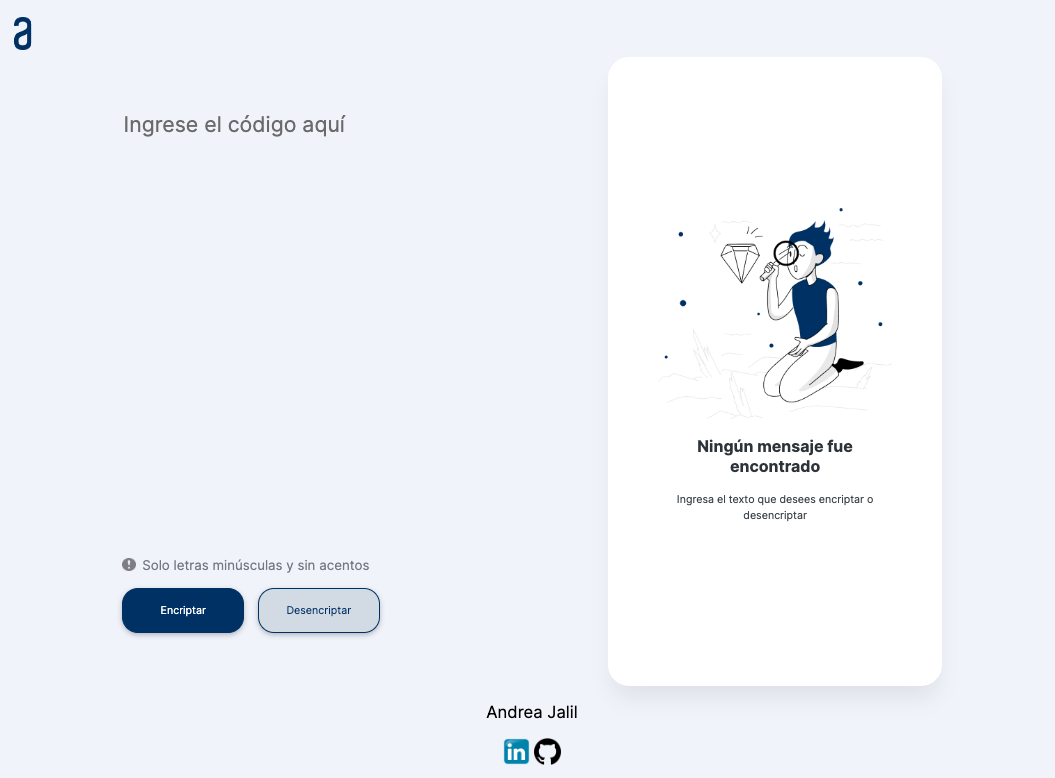 a
Ingrese el código aquí
Ningún mensaje fue
encontrado
Ingresa el texto que desees encriptar o
desencriptar
Solo letras minúsculas y sin acentos
Encriptar
Desencriptar
Andrea Jalil
in